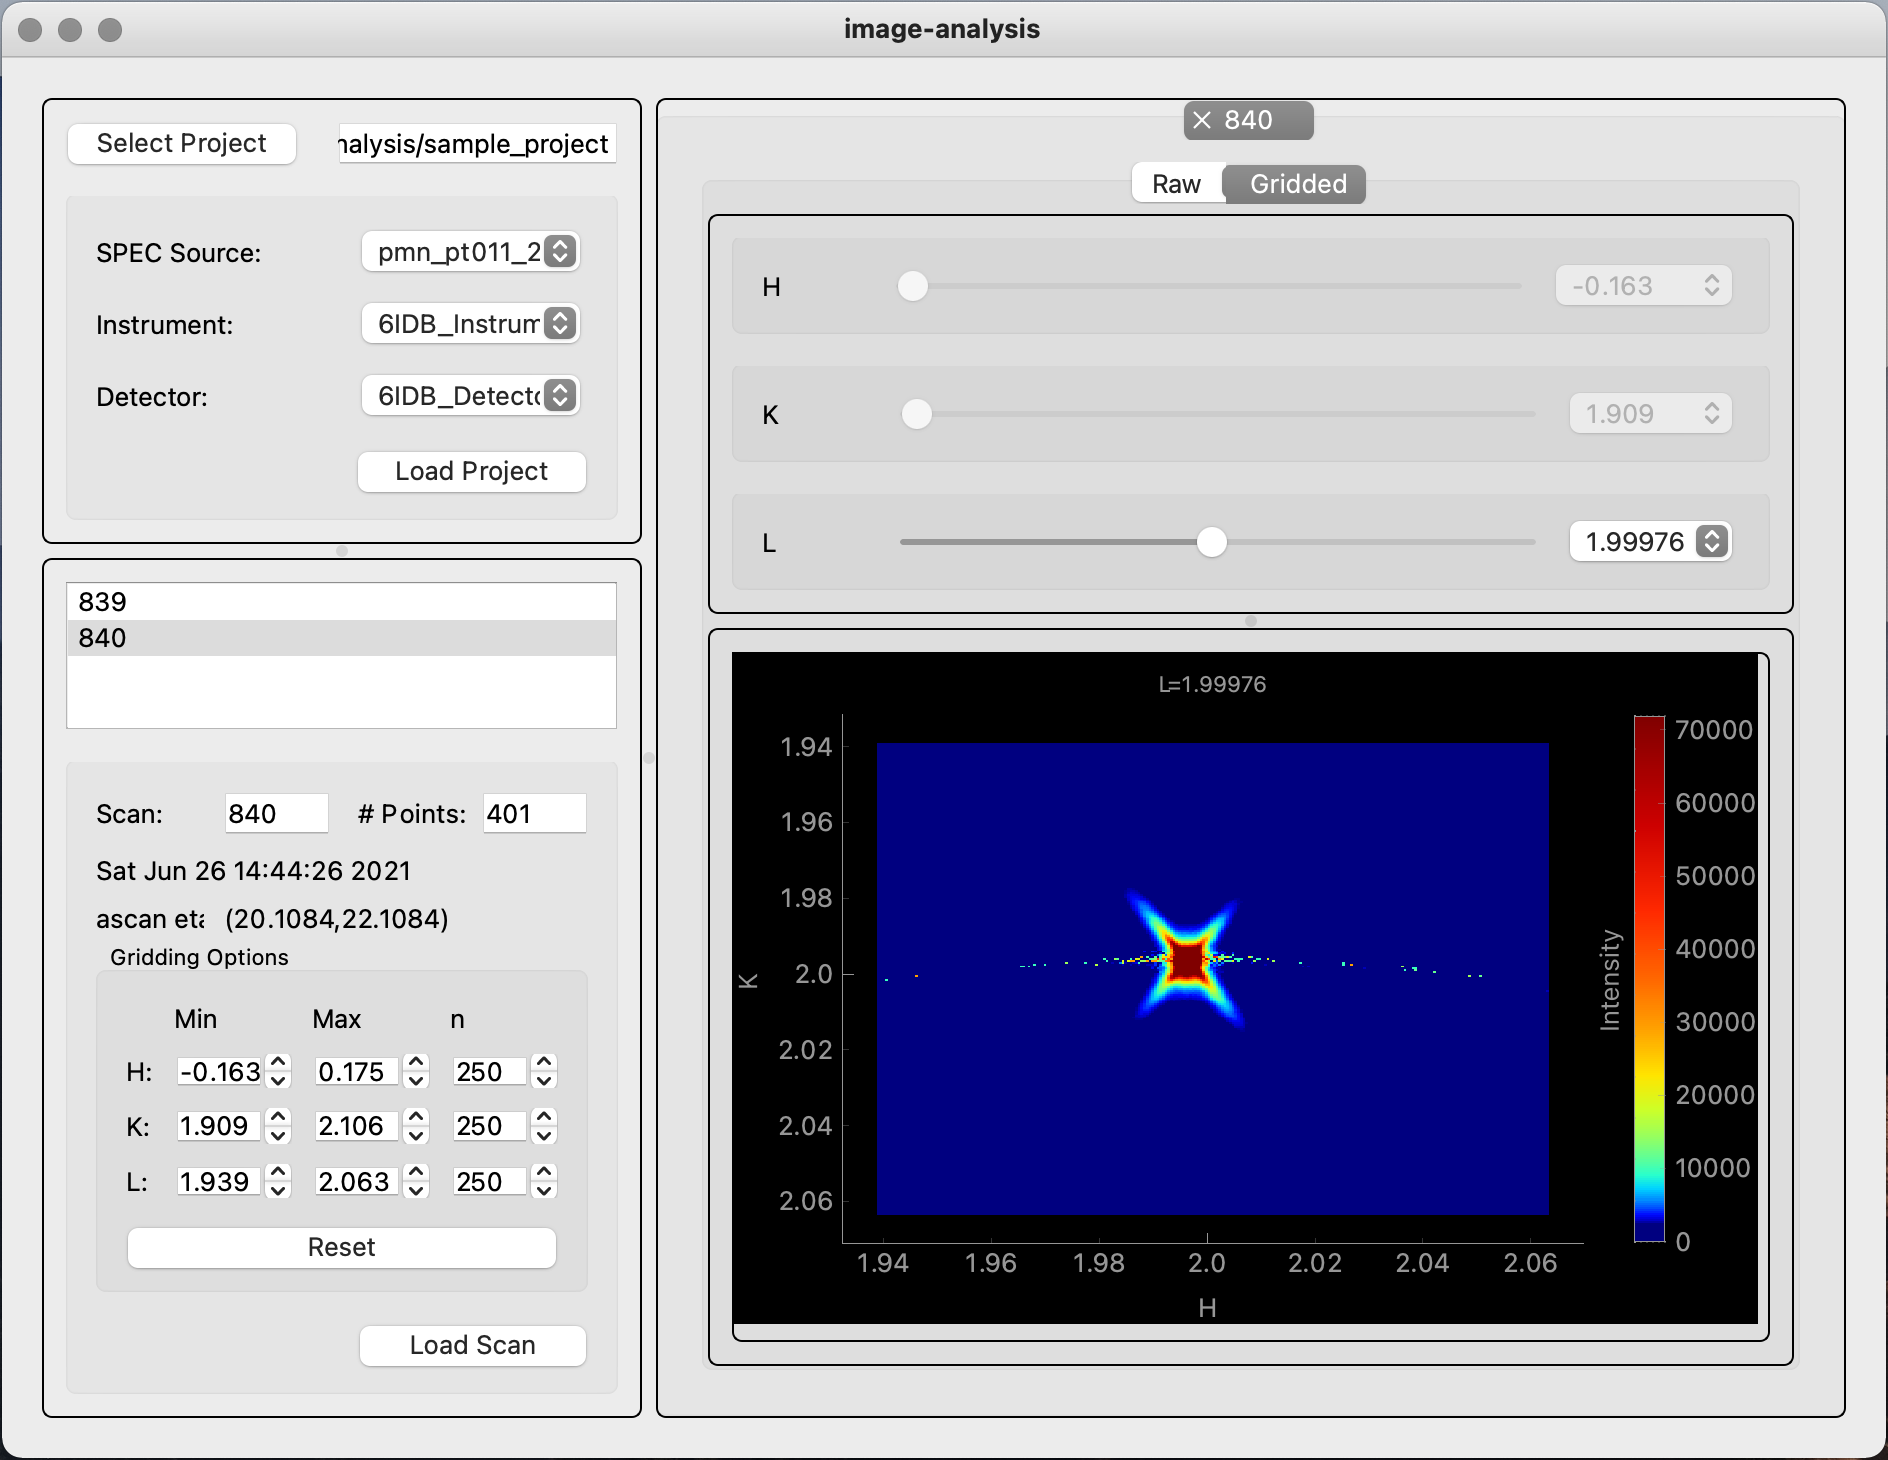 image-analysis
Select Project
nalysis/sample_project
SPEC Source:
pmn_pt011_2
Instrument:
6IDB_Instrum
Detector:
6IDB_Detect
Load Project
839
840
Scan:
840
# Points:
401
Sat Jun 26 14:44:26 2021
ascan eta
(20.1084,22.1084)
Gridding Options
Min Max n
H: -0.163 0.175 250
K: 1.909 2.106 250
L: 1.939 2.063 250
Reset
Load Scan
840
Raw
Gridded
H
-0.163
K
1.909
L
1.99976
L=1.99976
1.94
1.96
1.98
2.0
2.02
2.04
2.06
K
1.94 1.96 1.98 2.0 2.02 2.04 2.06
H
Intensity
70000
60000
50000
40000
30000
20000
10000
0